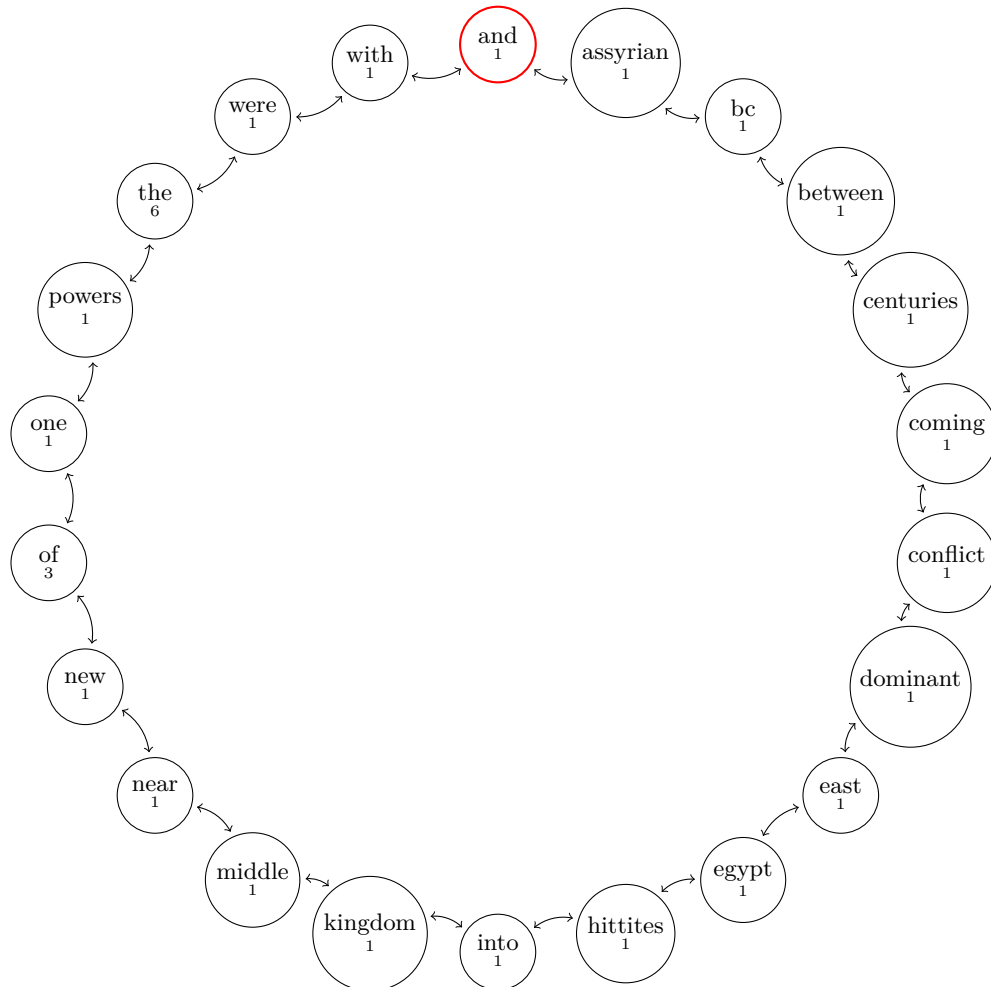 and
1
assyrian
1
bc
1
between
1
centuries
1
coming
1
conflict
1
dominant
1
east
1
egypt
1
hittites
1
into
1
kingdom
1
middle
1
near
1
new
1
of
3
one
1
powers
1
the
6
were
1
with
1